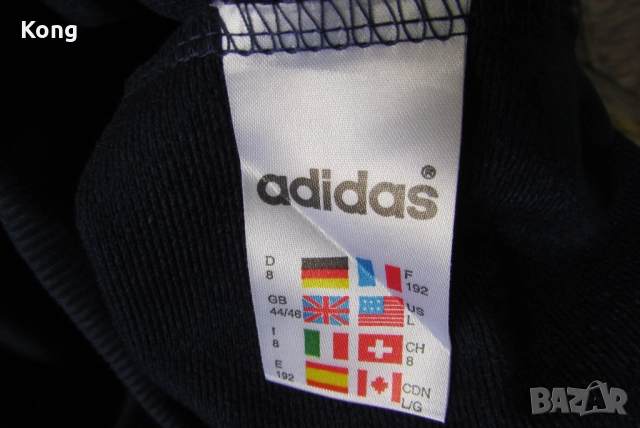 Kong
adidas®
D
8
F
192
GB
44/46
US
L
I
8
CH
8
E
192
CDN
L/G
BAZAR